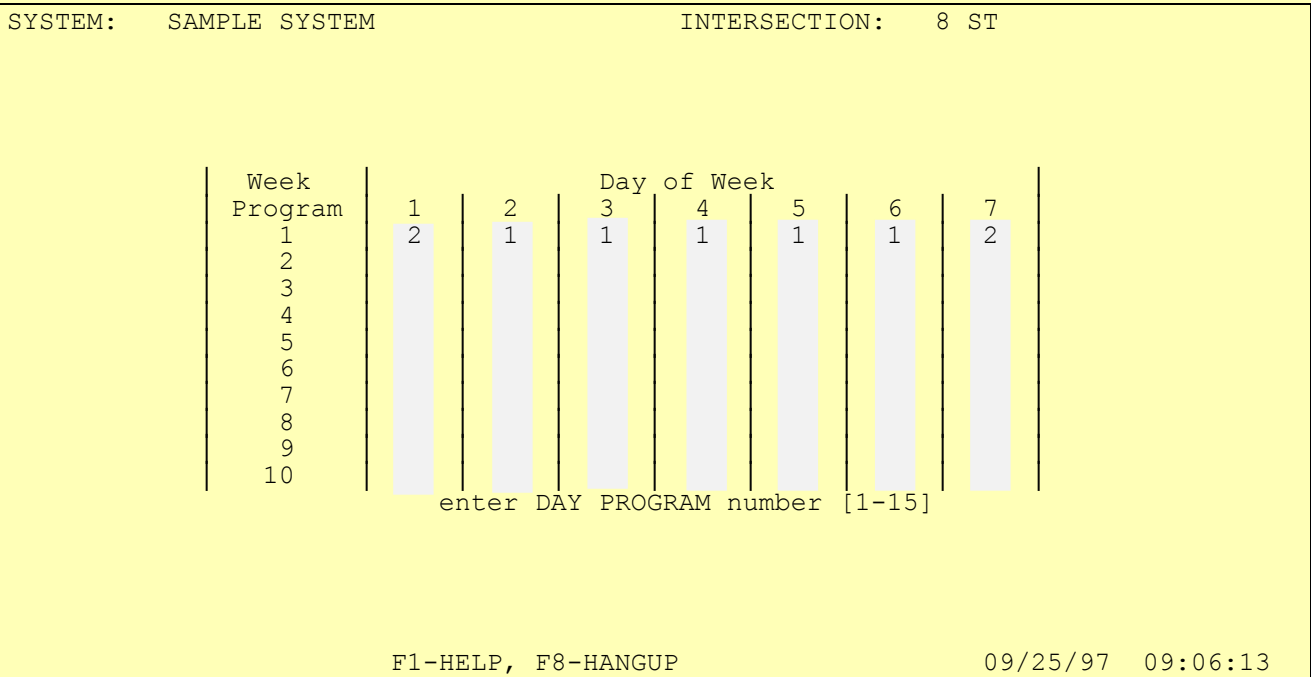 SYSTEM: SAMPLE SYSTEM INTERSECTION: 8 ST
Week Day of Week
Program 1 2 3 4 5 6 7
1 2 1 1 1 1 1 2
2
3
4
5
6
7
8
9
10
enter DAY PROGRAM number [1-15]
F1-HELP, F8-HANGUP 09/25/97 09:06:13